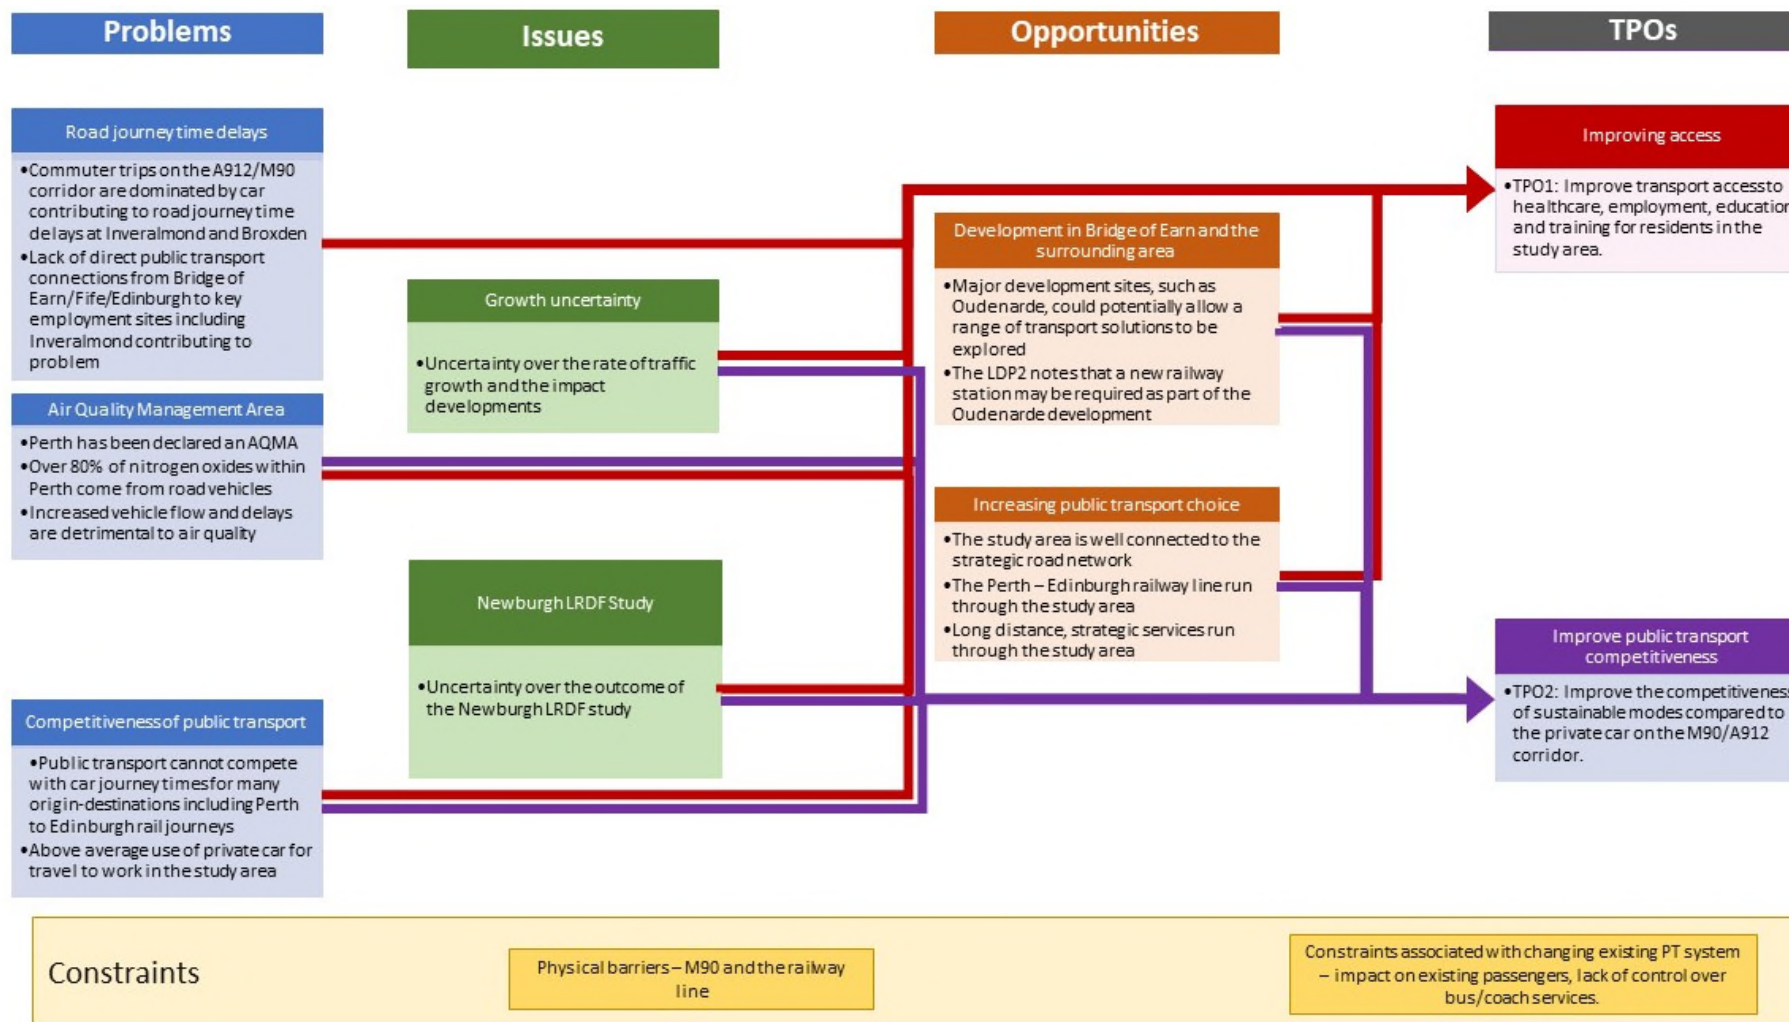 Problems
Issues
Opportunities
TPOs
Road journey time delays
•Commuter trips on the A912/M90
corridor are dominated by car
contributing to road journey time
delays at Inveralmond and Broxden
•Lack of direct public transport
connections from Bridge of
Earn/Fife/Edinburgh to key
employment sites including
Inveralmond contributing to
problem
Air Quality Management Area
•Perth has been declared an AQMA
•Over 80% of nitrogen oxides within
Perth come from road vehicles
•Increased vehicle flow and delays
are detrimental to air quality
Competitiveness of public transport
•Public transport cannot compete
with car journey times for many
origin-destinations including Perth
to Edinburgh rail journeys
•Above average use of private car for
travel to work in the study area
Growth uncertainty
•Uncertainty over the rate of traffic
growth and the impact
developments
Newburgh LRDF Study
•Uncertainty over the outcome of
the Newburgh LRDF study
Development in Bridge of Earn and the
surrounding area
•Major development sites, such as
Oudenarde, could potentially allow a
range of transport solutions to be
explored
•The LDP2 notes that a new railway
station may be required as part of the
Oudenarde development
Increasing public transport choice
•The study area is well connected to the
strategic road network
•The Perth – Edinburgh railway line run
through the study area
•Long distance, strategic services run
through the study area
Improving access
•TPO1: Improve transport access to
healthcare, employment, education
and training for residents in the
study area.
Improve public transport
competitiveness
•TPO2: Improve the competitiveness
of sustainable modes compared to
the private car on the M90/A912
corridor.
Constraints
Physical barriers – M90 and the railway
line
Constraints associated with changing existing PT system
– impact on existing passengers, lack of control over
bus/coach services.